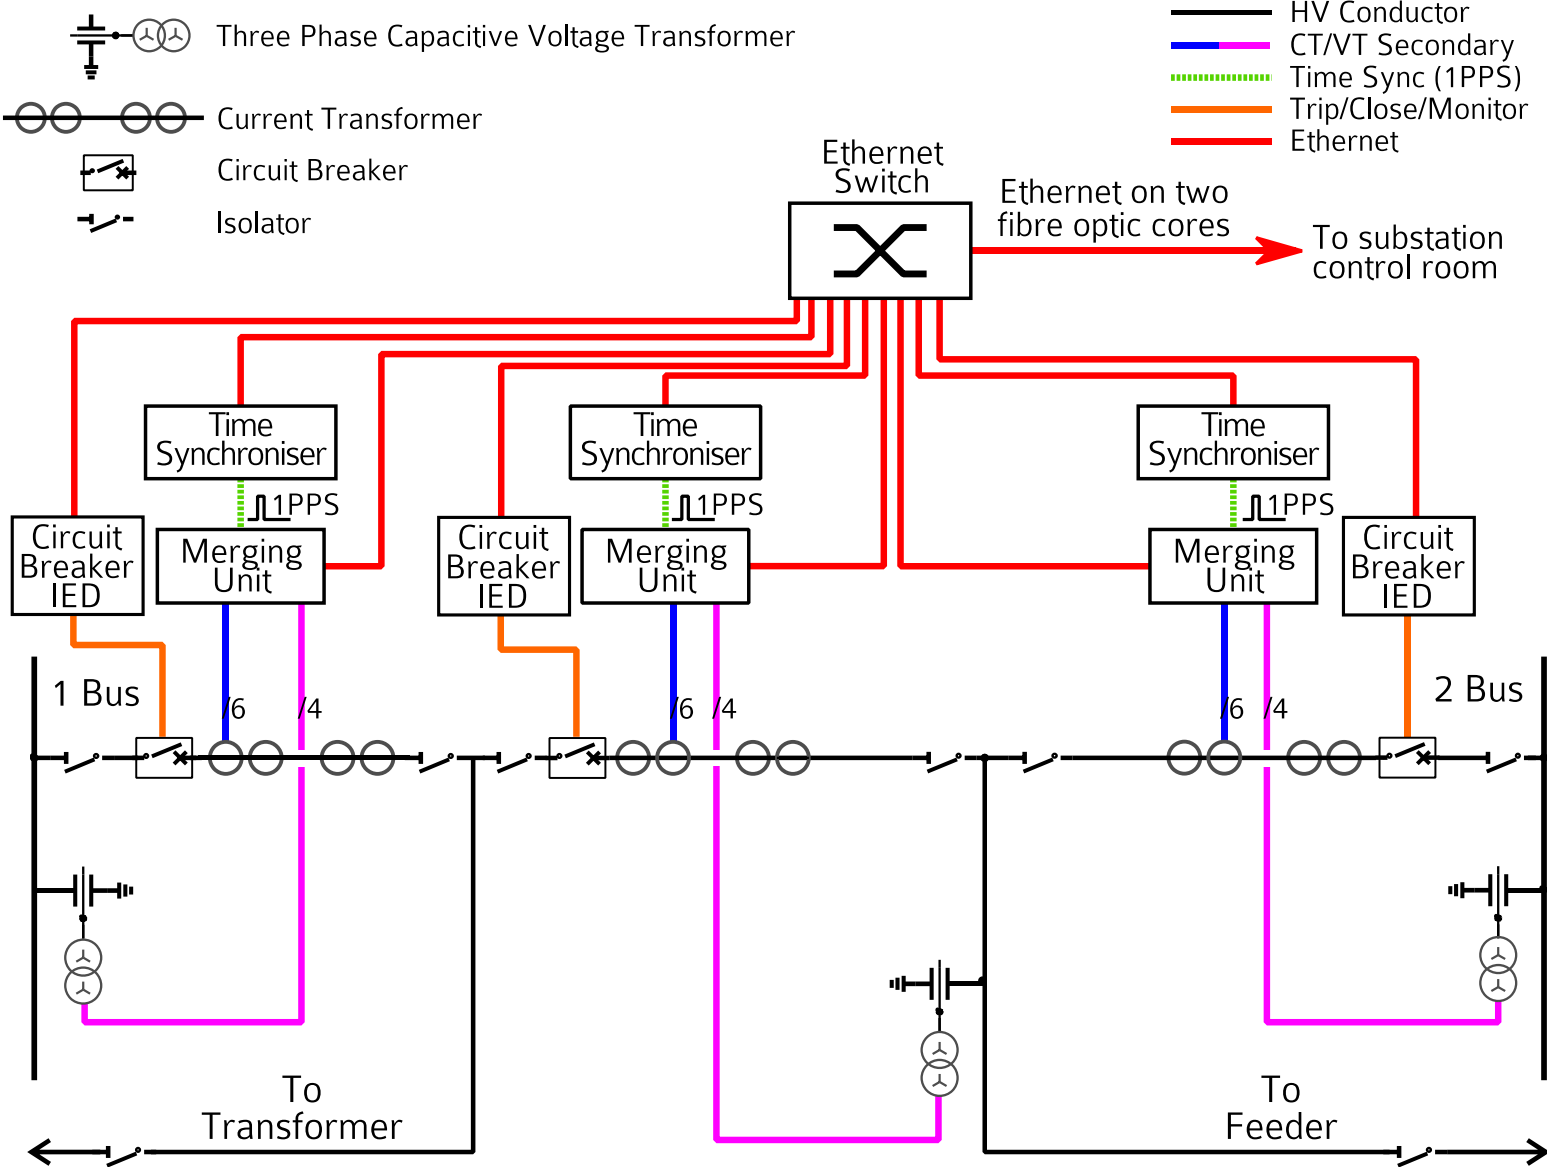 Three Phase Capacitive Voltage Transformer
Current Transformer
Circuit Breaker
Isolator
HV Conductor
CT/VT Secondary
Time Sync (1PPS)
Trip/Close/Monitor
Ethernet
Ethernet
Switch
Ethernet on two
fibre optic cores
To substation
control room
Time
Synchroniser
Time
Synchroniser
Time
Synchroniser
1PPS
1PPS
1PPS
Circuit
Breaker
IED
Merging
Unit
Circuit
Breaker
IED
Merging
Unit
Merging
Unit
Circuit
Breaker
IED
1 Bus
/6
/4
/6
/4
/6
/4
2 Bus
To
Transformer
To
Feeder